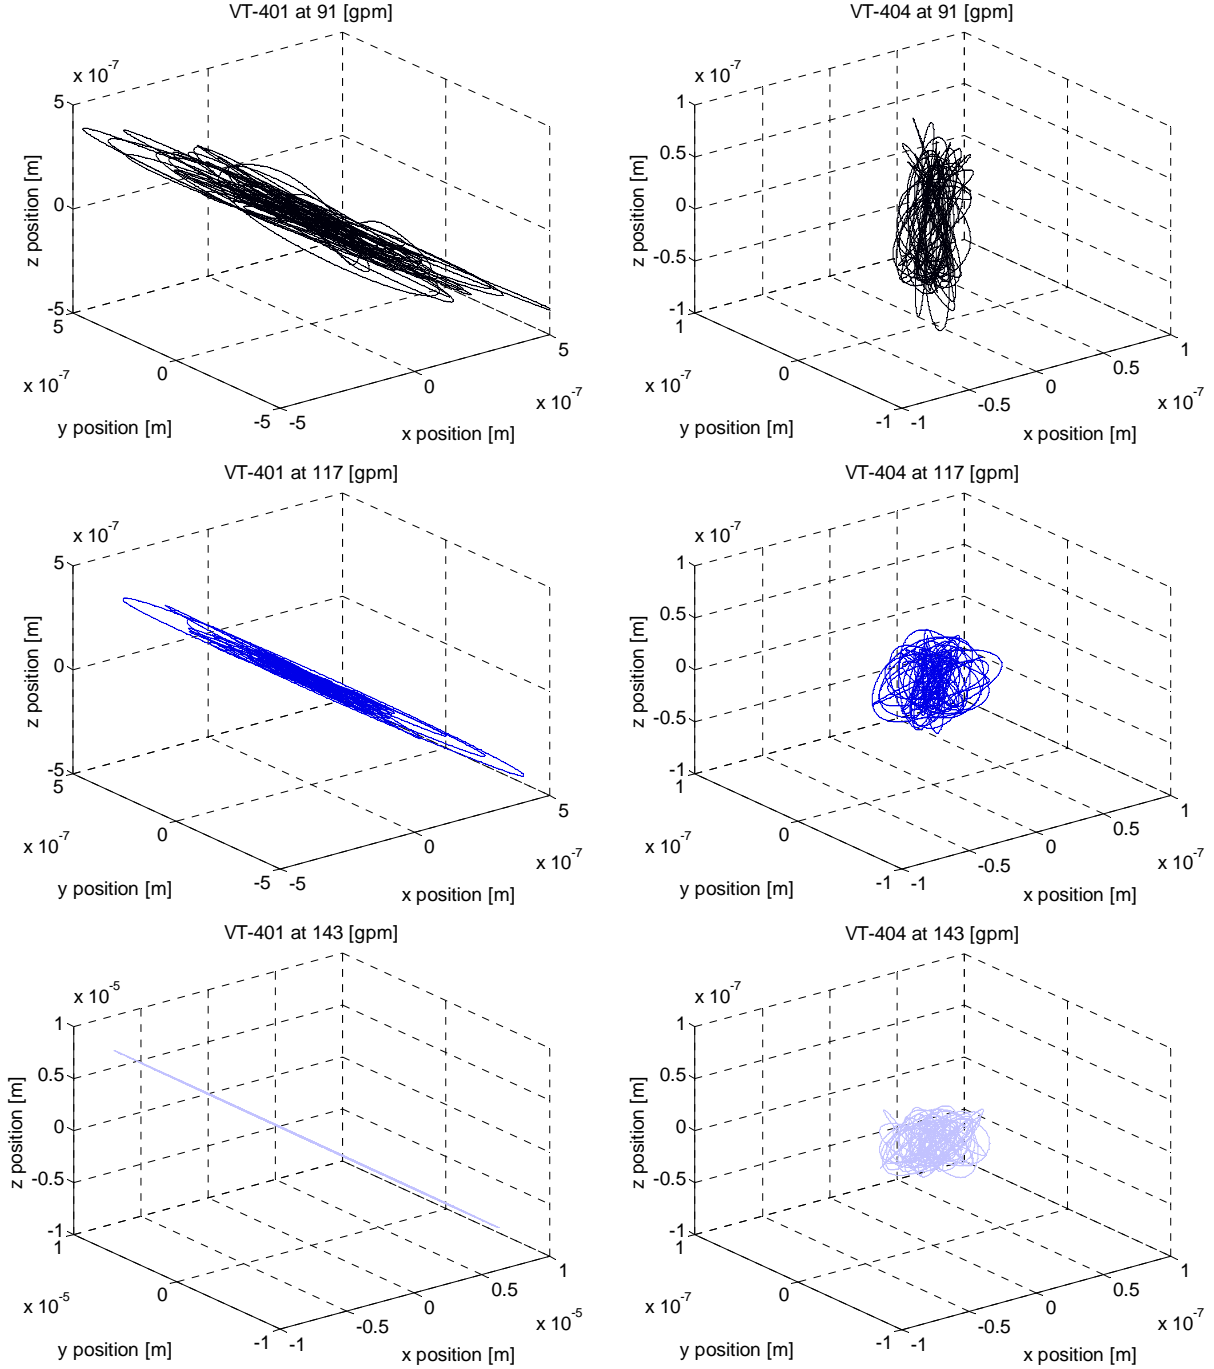 VT-401 at 91 [gpm]
x 10-7
5
0
-5
z position [m]
5
0
-5
x 10-7
y position [m]
-5
0
5
x 10-7
x position [m]
VT-404 at 91 [gpm]
x 10-7
1
0.5
0
-0.5
-1
z position [m]
1
0
-1
x 10-7
y position [m]
-1
-0.5
0
0.5
1
x 10-7
x position [m]
VT-401 at 117 [gpm]
x 10-7
5
0
-5
z position [m]
5
0
-5
x 10-7
y position [m]
-5
0
5
x 10-7
x position [m]
VT-404 at 117 [gpm]
x 10-7
1
0.5
0
-0.5
-1
z position [m]
1
0
-1
x 10-7
y position [m]
-1
-0.5
0
0.5
1
x 10-7
x position [m]
VT-401 at 143 [gpm]
x 10-5
1
0.5
0
-0.5
-1
z position [m]
1
0
-1
x 10-5
y position [m]
-1
-0.5
0
0.5
1
x 10-5
x position [m]
VT-404 at 143 [gpm]
x 10-7
1
0.5
0
-0.5
-1
z position [m]
1
0
-1
x 10-7
y position [m]
-1
-0.5
0
0.5
1
x 10-7
x position [m]